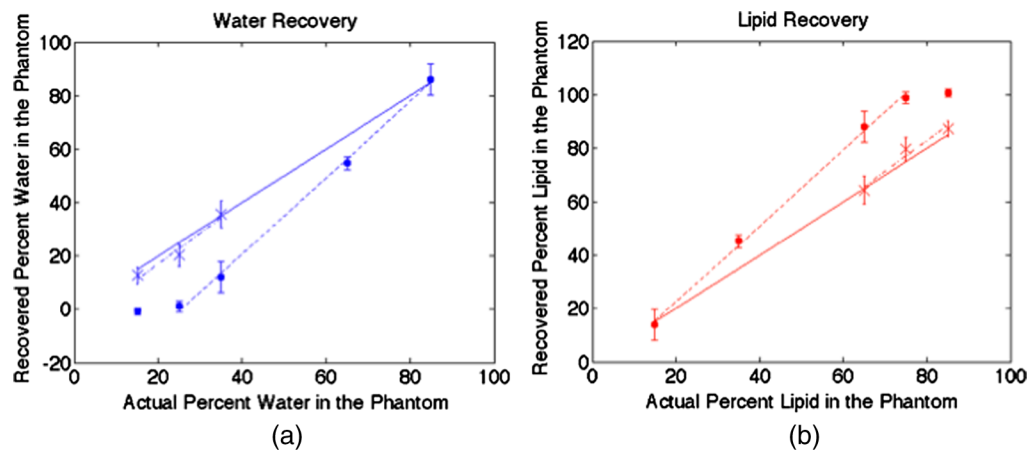 Water Recovery
Recovered Percent Water in the Phantom
100
80
60
40
20
0
-20
0 20 40 60 80 100
Actual Percent Water in the Phantom
(a)
Lipid Recovery
Recovered Percent Lipid in the Phantom
120
100
80
60
40
20
0
0 20 40 60 80 100
Actual Percent Lipid in the Phantom
(b)